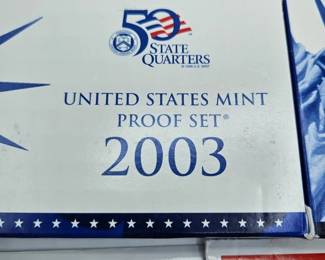 50
STATE
QUARTERS
UNITED STATES MINT
PROOF SET®
2003